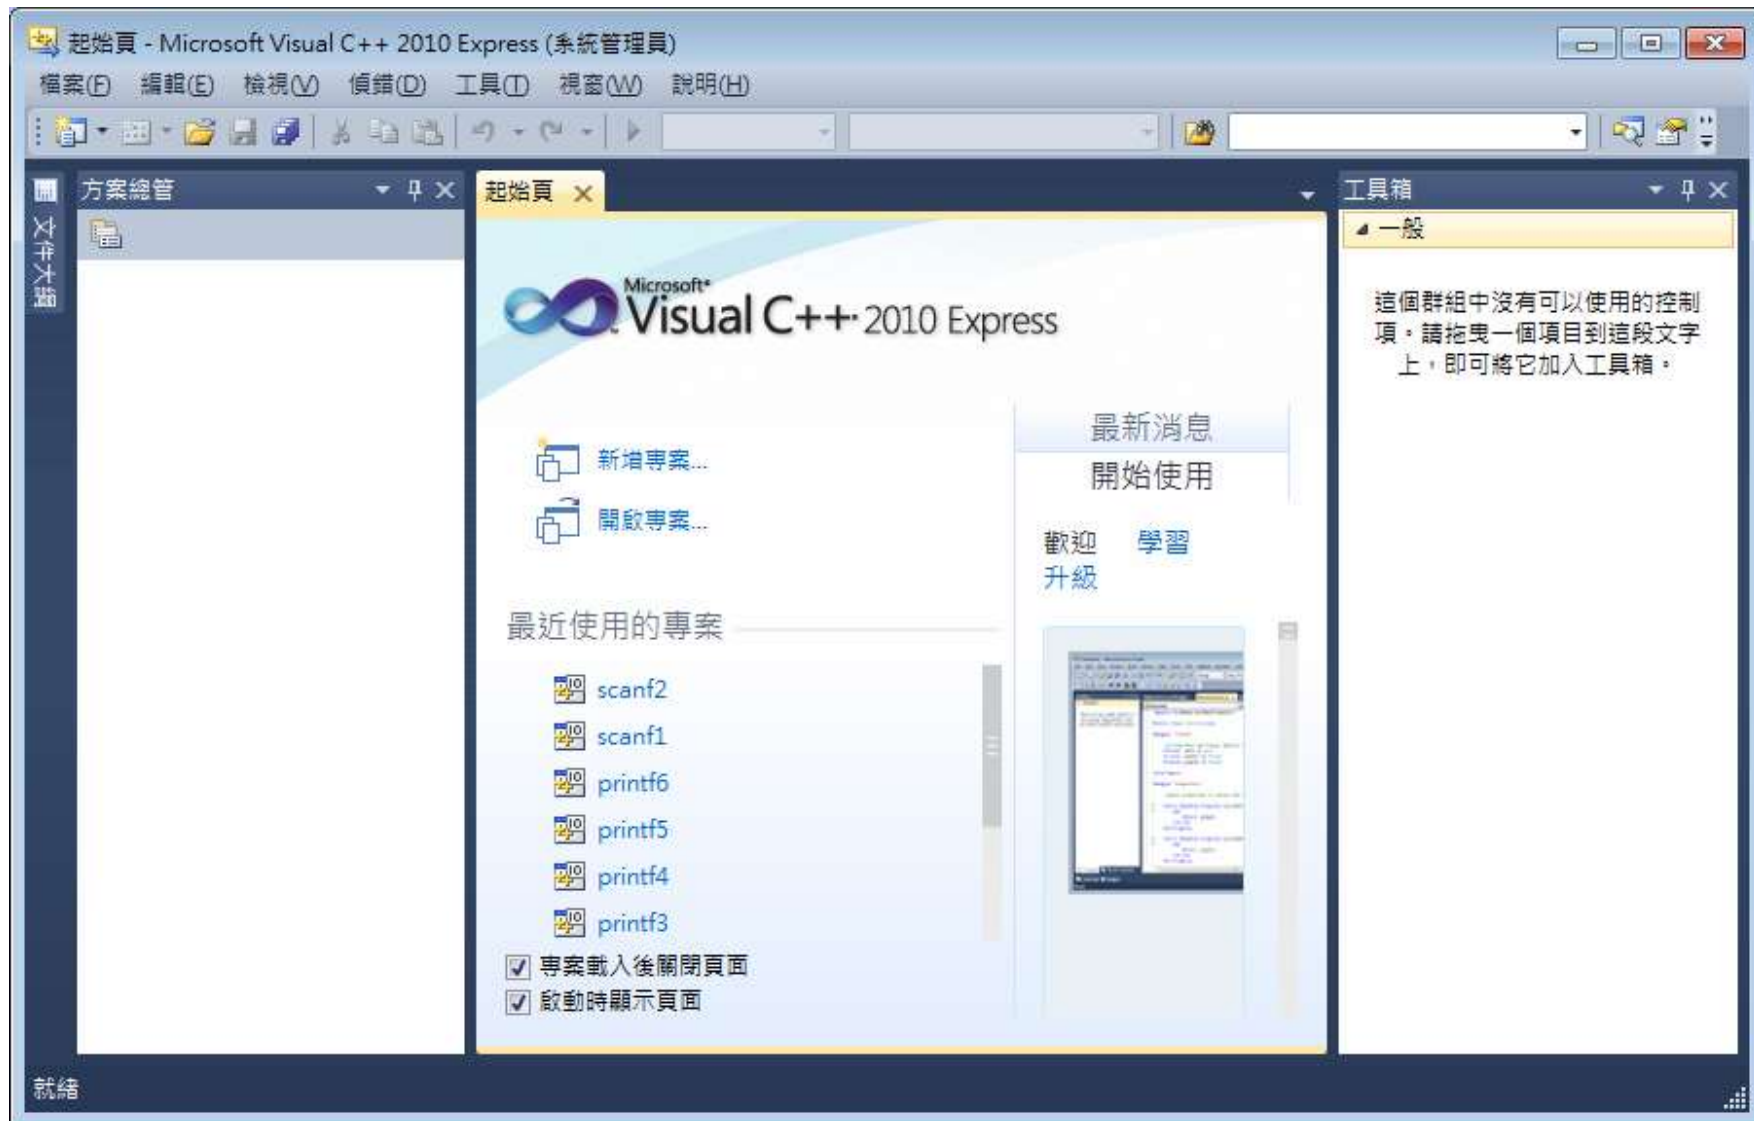 起始頁 - Microsoft Visual C++ 2010 Express (系統管理員)
檔案(F) 編輯(E) 檢視(V) 偵錯(D) 工具(T) 視窗(W) 說明(H)
文件大綱
方案總管
起始頁
Microsoft
Visual C++ 2010 Express
新增專案...
開啟專案...
最近使用的專案
scanf2
scanf1
printf6
printf5
printf4
printf3
專案載入後關閉頁面
啟動時顯示頁面
最新消息
開始使用
歡迎 學習
升級
工具箱
一般
這個群組中沒有可以使用的控制
項。請拖曳一個項目到這段文字
上，即可將它加入工具箱。
就緒